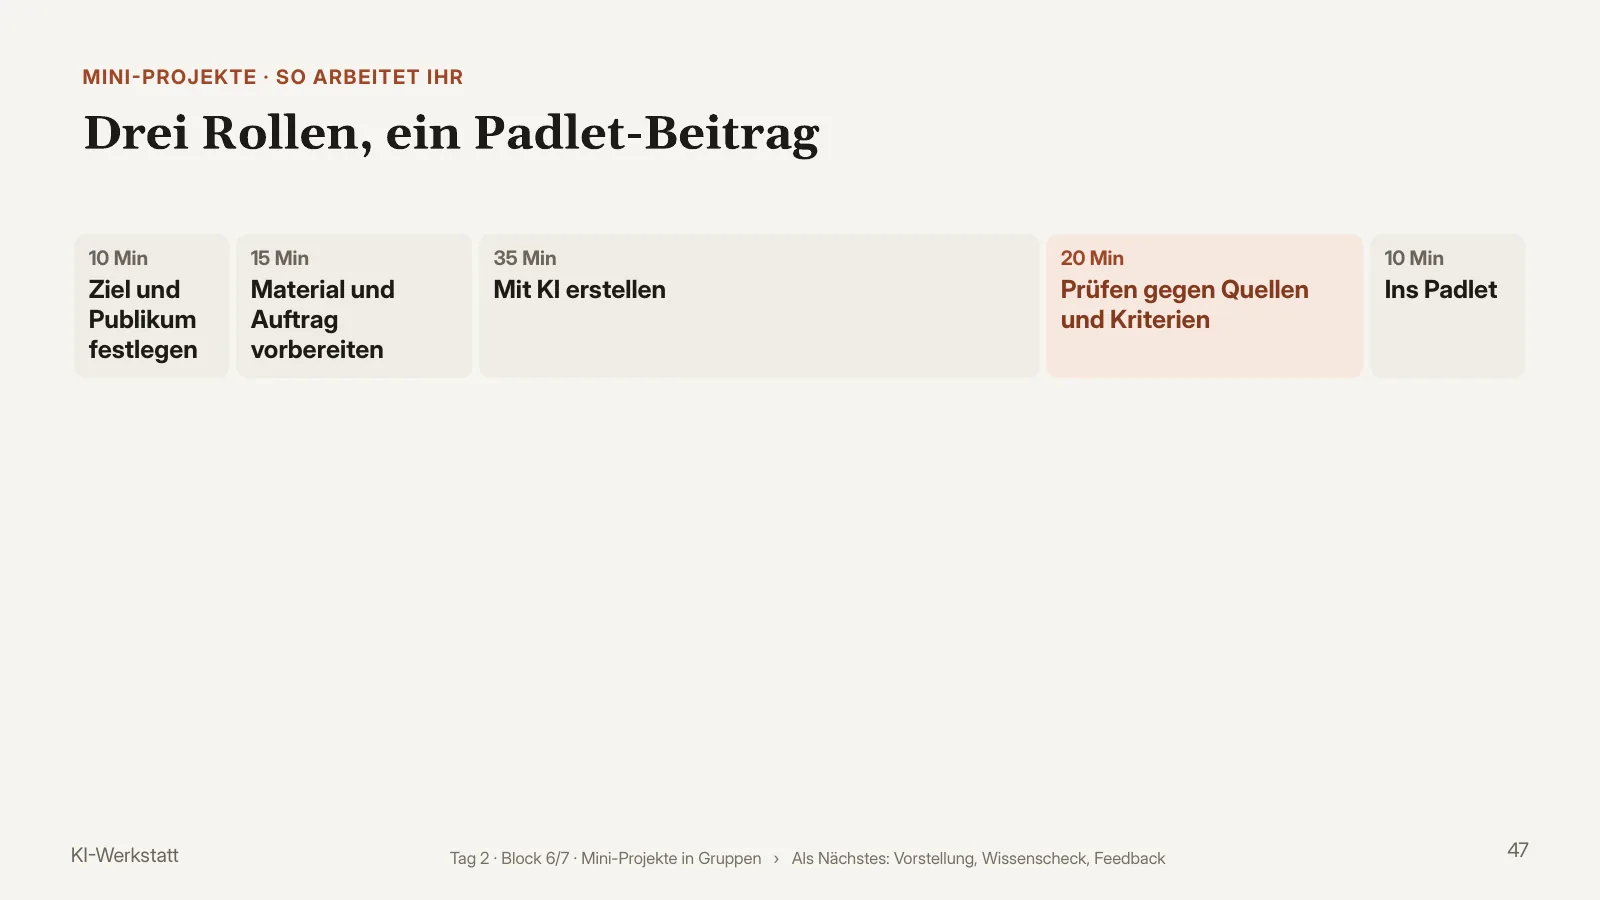 MINI-PROJEKTE · SO ARBEITET IHR
Drei Rollen, ein Padlet-Beitrag
10 Min
Ziel und
Publikum
festlegen
15 Min
Material und
Auftrag
vorbereiten
35 Min
Mit KI erstellen
20 Min
Prüfen gegen Quellen
und Kriterien
10 Min
Ins Padlet
KI-Werkstatt
Tag 2 · Block 6/7 · Mini-Projekte in Gruppen › Als Nächstes: Vorstellung, Wissenscheck, Feedback
47